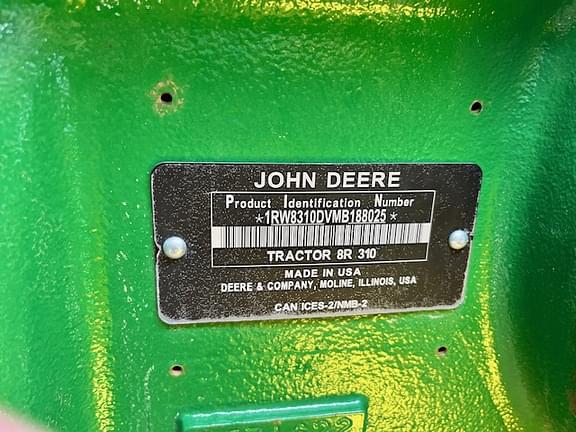 JOHN DEERE
Product Identification Number
*1RW8310DVMB188025*
TRACTOR 8R 310
MADE IN USA
DEERE & COMPANY, MOLINE, ILLINOIS, USA
CAN ICES-2/NMB-2